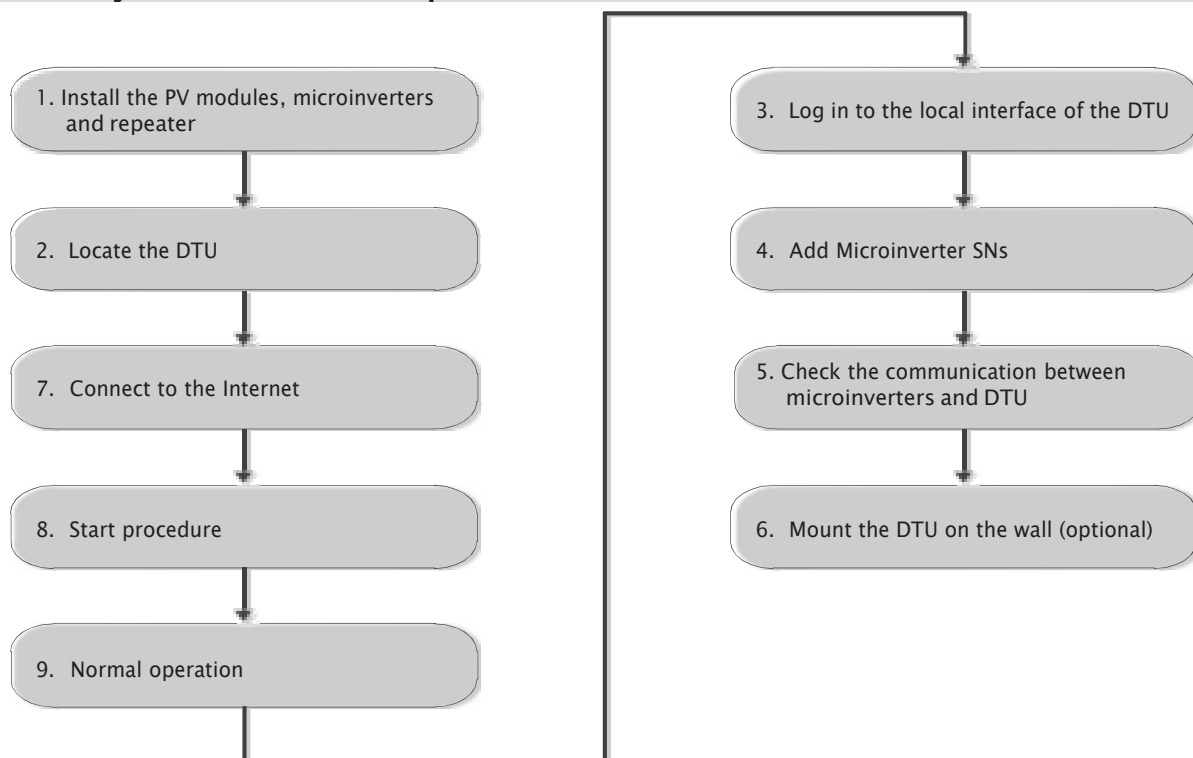 1. Install the PV modules, microinverters
and repeater
2. Locate the DTU
7. Connect to the Internet
8. Start procedure
9. Normal operation
3. Log in to the local interface of the DTU
4. Add Microinverter SNs
5. Check the communication between
microinverters and DTU
6. Mount the DTU on the wall (optional)